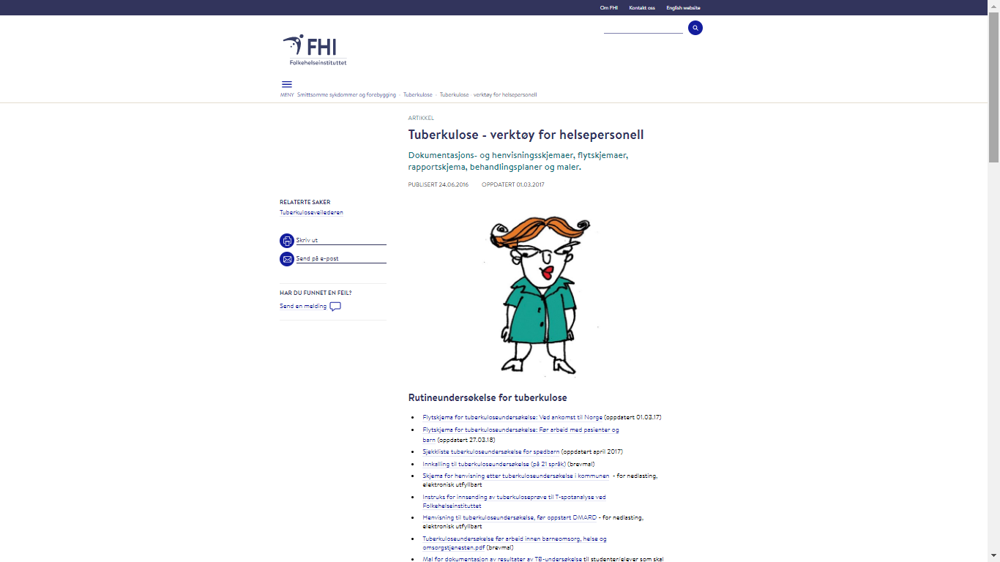 Om FHI Kontakt oss English website
FHI
Folkehelseinstituttet
MENY Smittsomme sykdommer og forebygging - Tuberkulose - Tuberkulose - verktøy for helsepersonell
ARTIKKEL
Tuberkulose - verktøy for helsepersonell
Dokumentasjons- og henvisningsskjemaer, flytskjemaer,
rapportskjema, behandlingsplaner og maler.
PUBLISERT 24.06.2016 OPPDATERT 01.03.2017
RELATERTE SAKER
Tuberkuloseveilederen
Skriv ut
Send på e-post
HAR DU FUNNET EN FEIL?
Send en melding
Rutineundersøkelse for tuberkulose
Flytskjema for tuberkuloseundersøkelse: Ved ankomst til Norge (oppdatert 01.03.17)
Flytskjema for tuberkuloseundersøkelse: Før arbeid med pasienter og
barn (oppdatert 27.03.18)
Sjekkliste tuberkuloseundersøkelse for spedbarn (oppdatert april 2017)
Innkalling til tuberkuloseundersøkelse (på 21 språk) (brevmal)
Skjema for henvisning etter tuberkuloseundersøkelse i kommunen - for nedlasting,
elektronisk utfyllbart
Instruks for innsending av tuberkuloseprøve til T-spotanalyse ved
Folkehelseinstituttet
Henvisning til tuberkuloseundersøkelse, før oppstart DMARD - for nedlasting,
elektronisk utfyllbart
Tuberkuloseundersøkelse før arbeid innen barneomsorg, helse og
omsorgstjenesten.pdf (brevmal)
Mal for dokumentasjon av resultater av TB-undersøkelse til studenter/elever som skal